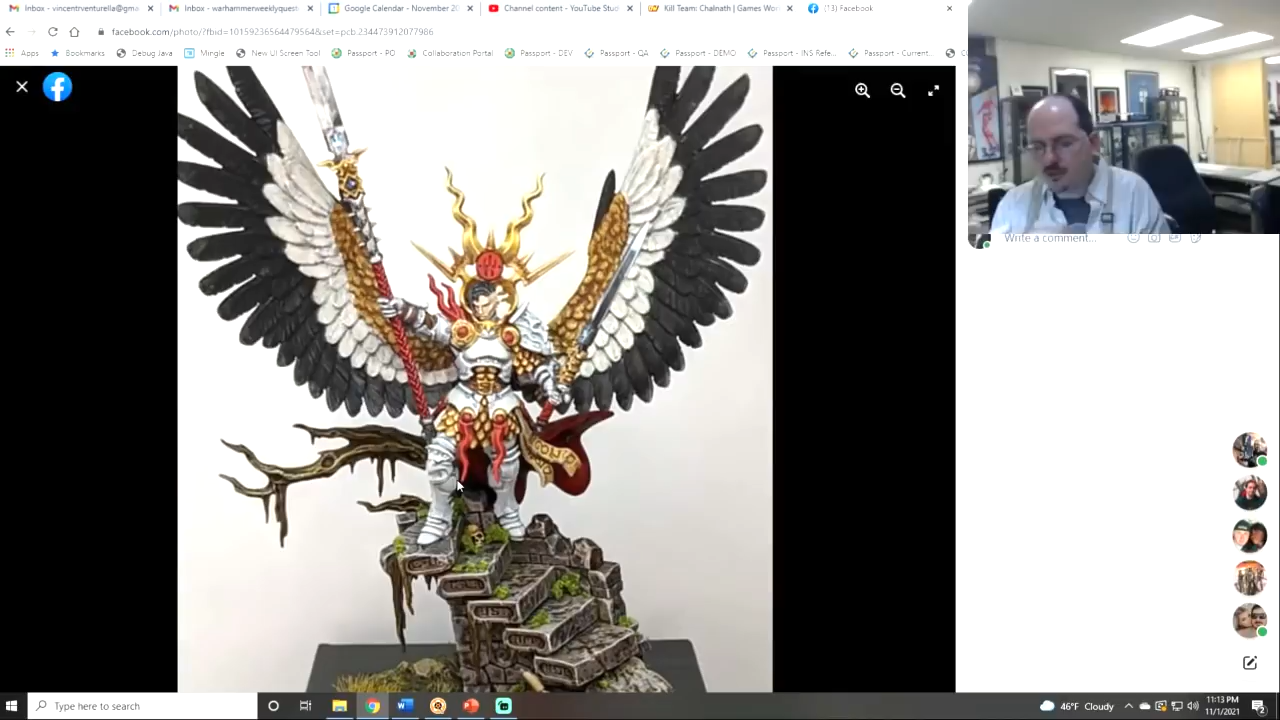 Inbox - vincentrventurella@gma
Inbox - warhammerweeklyquest
Google Calendar - November 20
Channel content - YouTube Stud
Kill Team: Chalnath | Games Wor
(13) Facebook
facebook.com/photo/?fbid=10159236564479564&set=pcb.234473912077986
Apps
Bookmarks
Debug Java
Mingle
New UI Screen Tool
Passport - PO
Collaboration Portal
Passport - DEV
Passport - QA
Passport - DEMO
Passport - INS Refe...
Passport - Current...
Write a comment...
Type here to search
46°F Cloudy
11:13 PM
11/1/2021